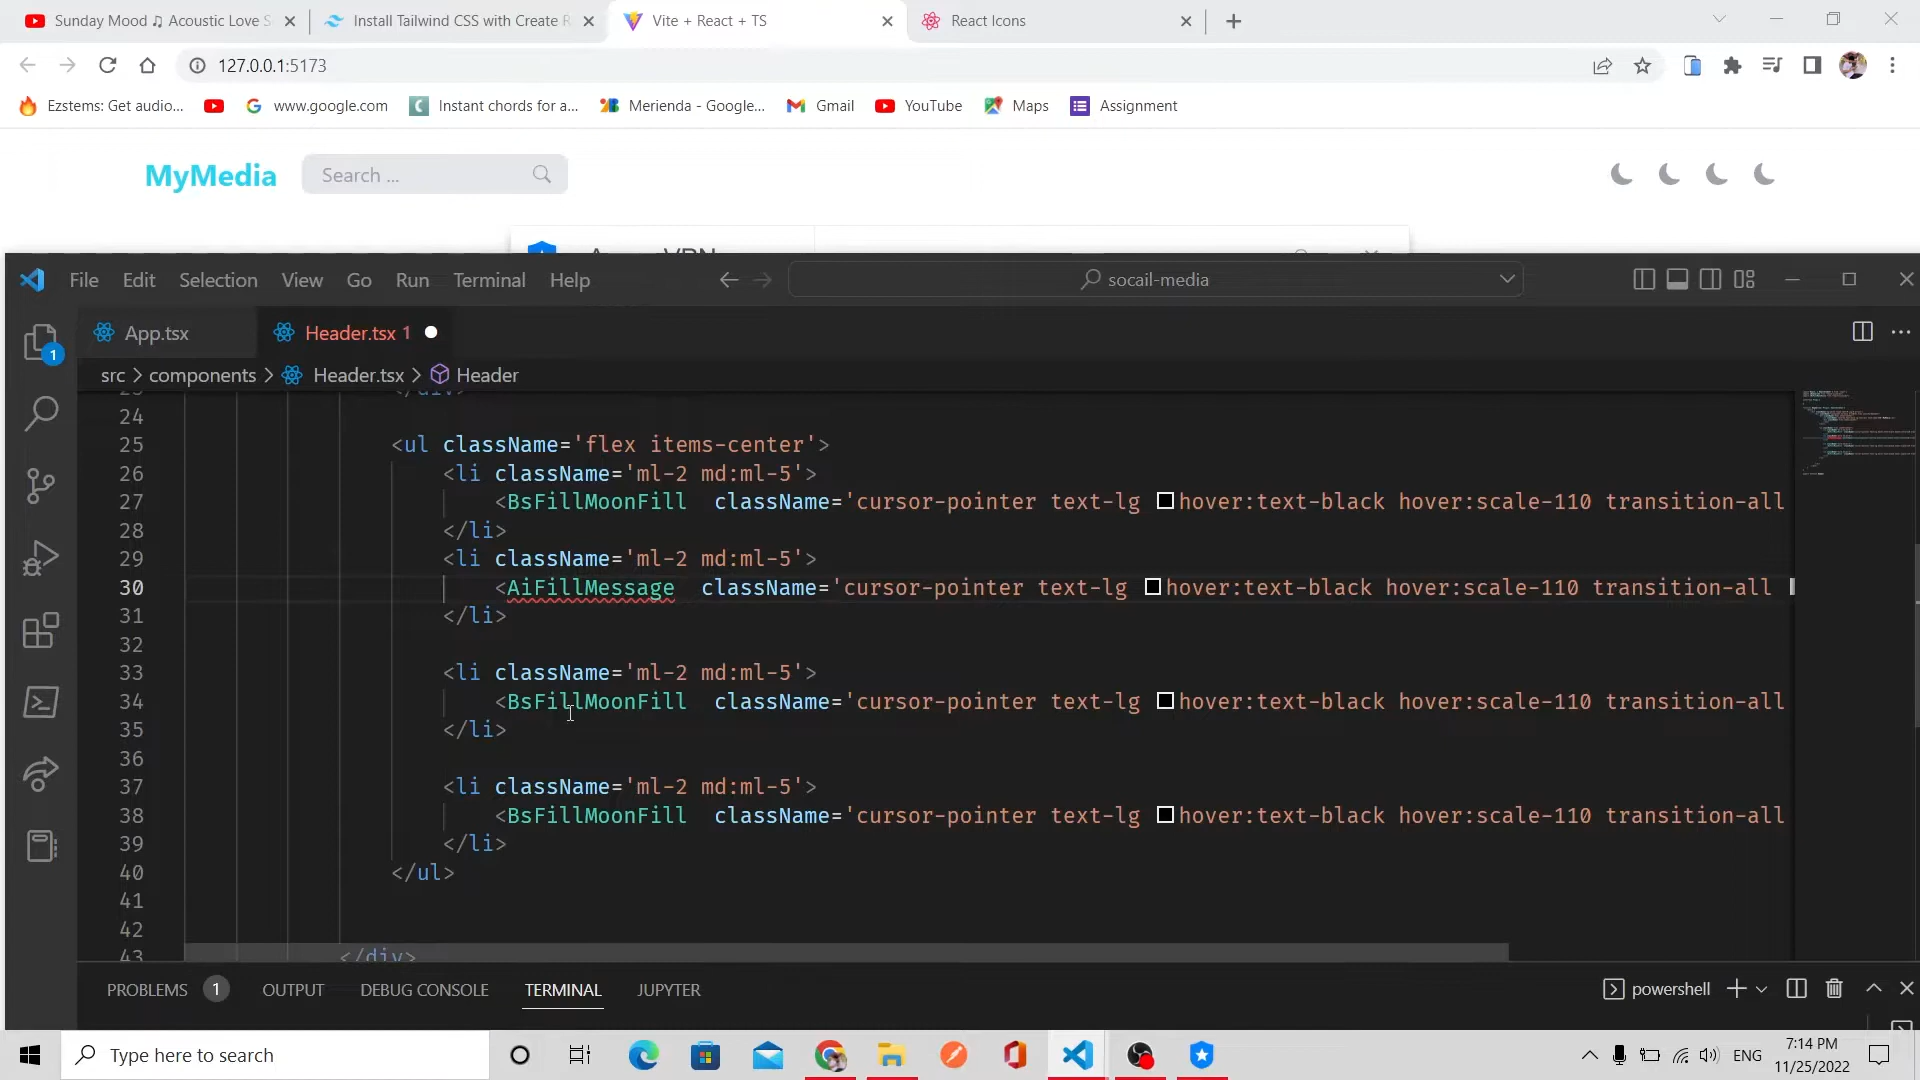 Sunday Mood ♫ Acoustic Love S
Install Tailwind CSS with Create R
Vite + React + TS
React Icons
127.0.0.1:5173
Ezstems: Get audio...
www.google.com
Instant chords for a...
Merienda - Google...
Gmail
YouTube
Maps
Assignment
MyMedia
Search ...
VPN
File Edit Selection View Go Run Terminal Help
socail-media
App.tsx
Header.tsx 1
src > components > Header.tsx > Header
1
23 </div>
24
25 <ul className='flex items-center'>
26 <li className='ml-2 md:ml-5'>
27 <BsFillMoonFill className='cursor-pointer text-lg hover:text-black hover:scale-110 transition-all
28 </li>
29 <li className='ml-2 md:ml-5'>
30 <AiFillMessage className='cursor-pointer text-lg hover:text-black hover:scale-110 transition-all
31 </li>
32
33 <li className='ml-2 md:ml-5'>
34 <BsFillMoonFill className='cursor-pointer text-lg hover:text-black hover:scale-110 transition-all
35 </li>
36
37 <li className='ml-2 md:ml-5'>
38 <BsFillMoonFill className='cursor-pointer text-lg hover:text-black hover:scale-110 transition-all
39 </li>
40 </ul>
41
42
43 </div>
PROBLEMS 1 OUTPUT DEBUG CONSOLE TERMINAL JUPYTER
powershell
Type here to search
ENG
7:14 PM
11/25/2022